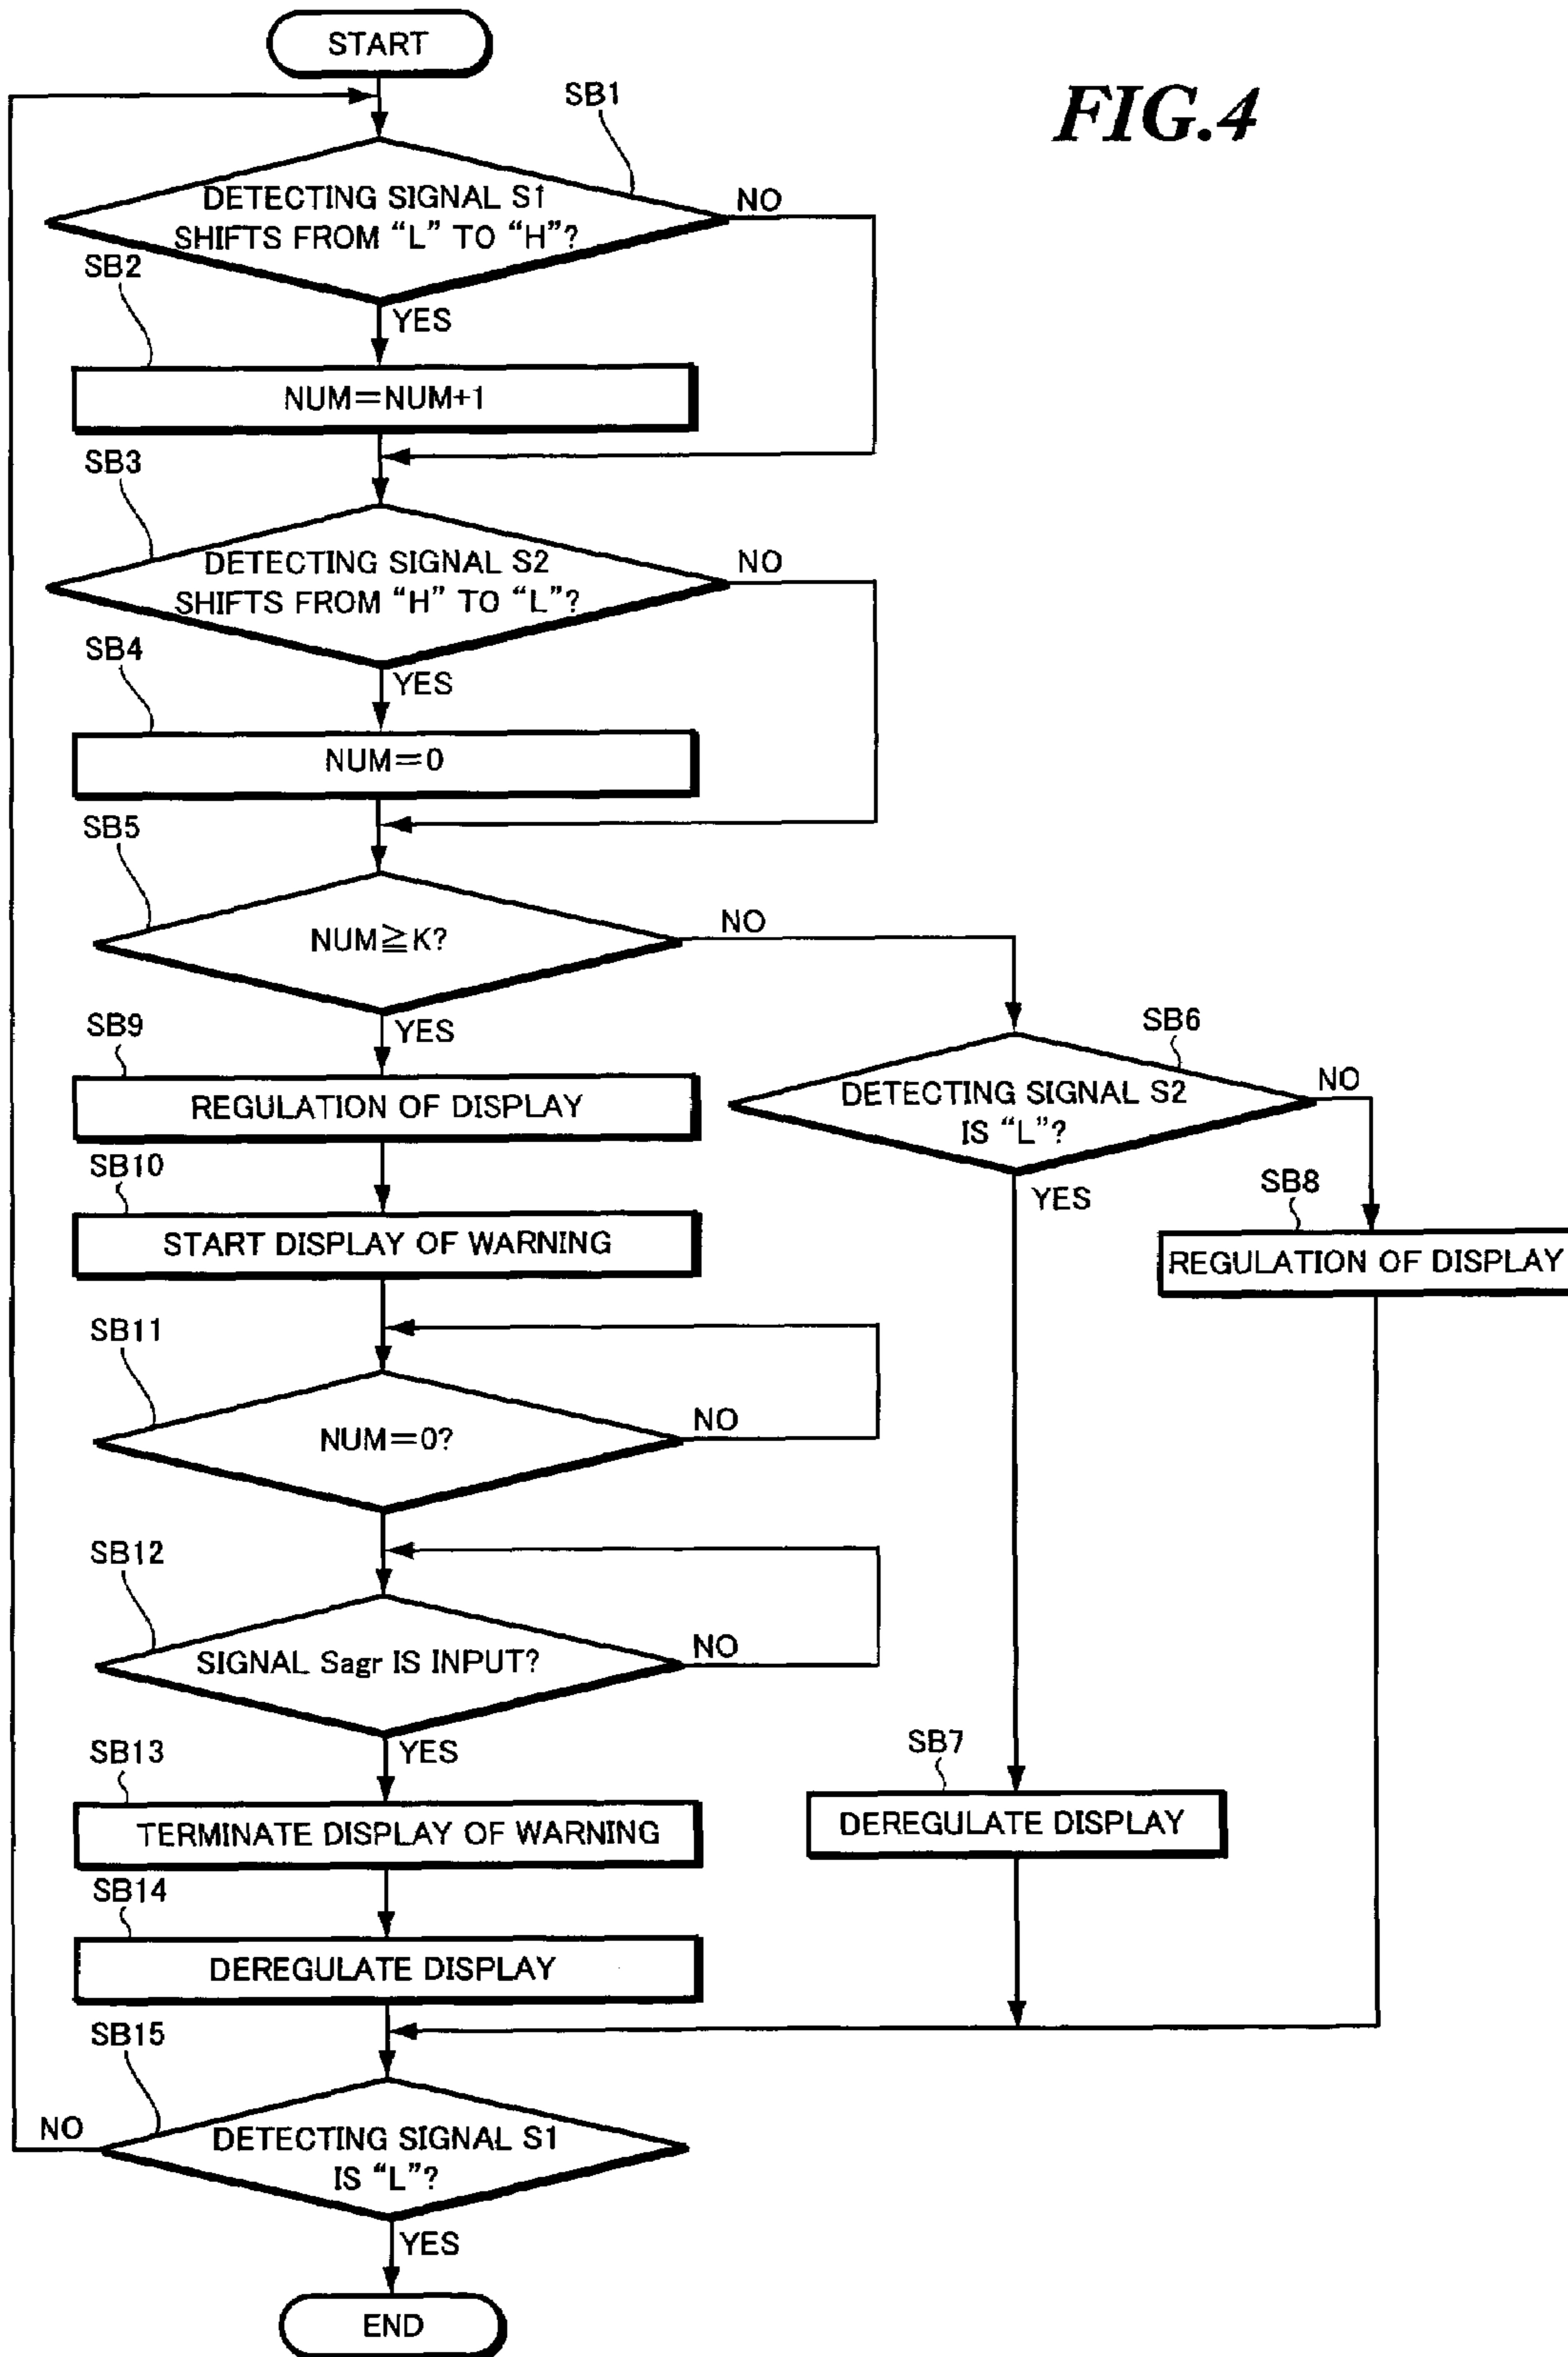 START
FIG.4
SB1
DETECTING SIGNAL S1
SHIFTS FROM “L” TO “H”?
NO
YES
SB2
NUM=NUM+1
SB3
DETECTING SIGNAL S2
SHIFTS FROM “H” TO “L”?
NO
YES
SB4
NUM=0
SB5
NUM≧K?
NO
YES
SB6
DETECTING SIGNAL S2
IS “L”?
NO
YES
SB9
REGULATION OF DISPLAY
SB10
START DISPLAY OF WARNING
SB8
REGULATION OF DISPLAY
SB11
NUM=0?
NO
SB12
SIGNAL Sagr IS INPUT?
NO
YES
SB13
TERMINATE DISPLAY OF WARNING
SB7
DEREGULATE DISPLAY
SB14
DEREGULATE DISPLAY
SB15
DETECTING SIGNAL S1
IS “L”?
NO
YES
END